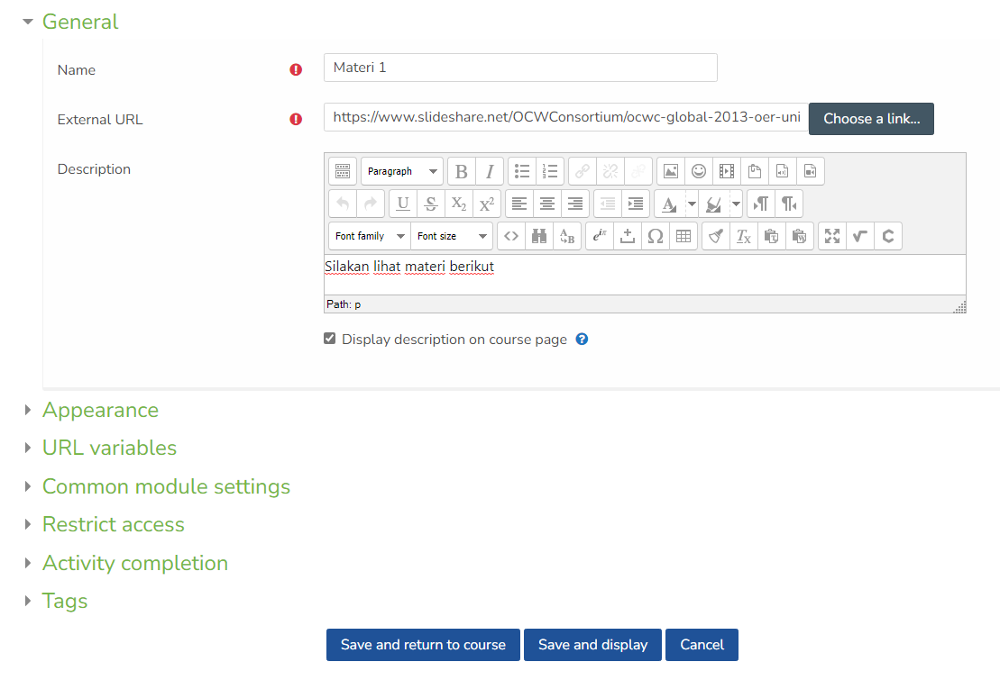 General
Name
Materi 1
External URL
https://www.slideshare.net/OCWConsortium/ocwc-global-2013-oer-uni
Choose a link...
Description
Paragraph
B I
U S X2 X2
Font family Font size
Silakan lihat materi berikut
Path: p
Display description on course page
Appearance
URL variables
Common module settings
Restrict access
Activity completion
Tags
Save and return to course Save and display Cancel